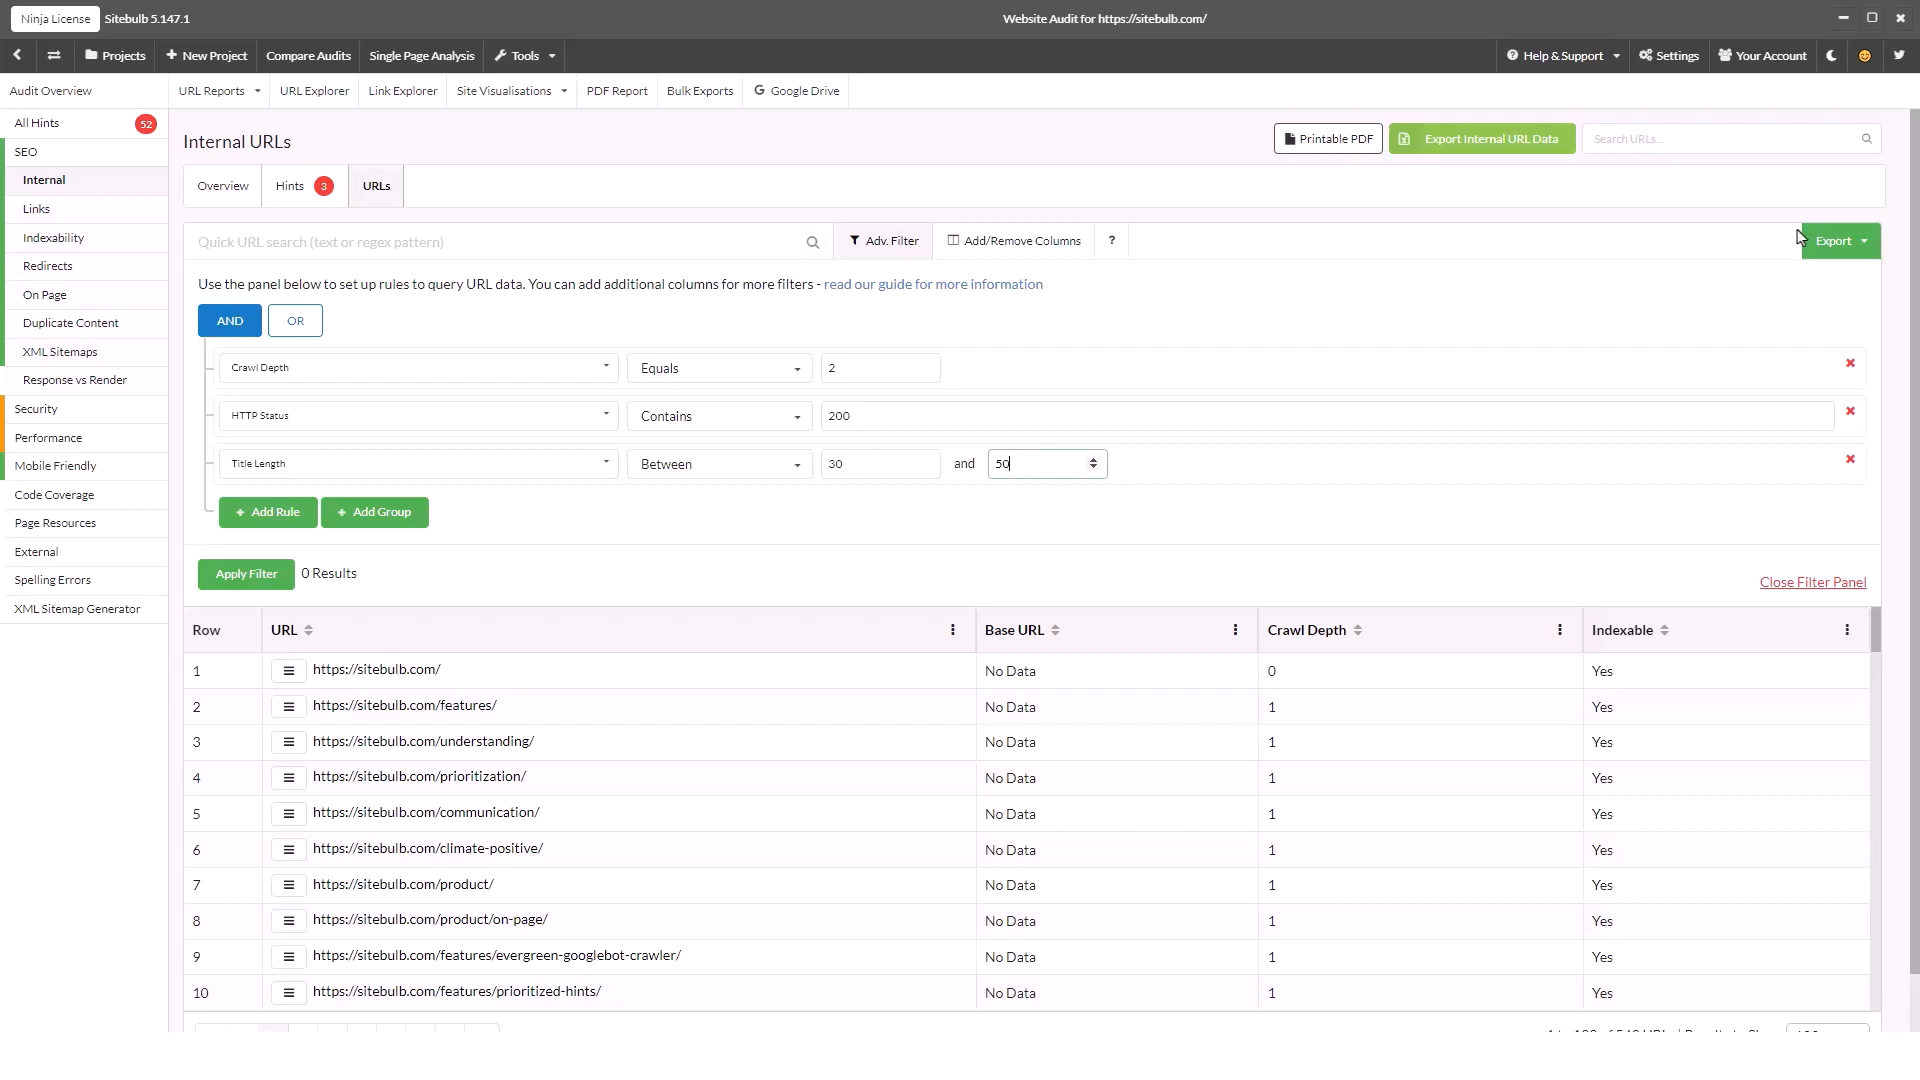 Ninja License Sitebulb 5.147.1 Website Audit for https://sitebulb.com/
Projects New Project Compare Audits Single Page Analysis Tools Help & Support Settings Your Account
Audit Overview URL Reports URL Explorer Link Explorer Site Visualisations PDF Report Bulk Exports Google Drive
All Hints 52
SEO
Internal
Links
Indexability
Redirects
On Page
Duplicate Content
XML Sitemaps
Response vs Render
Security
Performance
Mobile Friendly
Code Coverage
Page Resources
External
Spelling Errors
XML Sitemap Generator
Internal URLs Printable PDF Export Internal URL Data Search URLs...
Overview Hints 3 URLs
Quick URL search (text or regex pattern) Adv. Filter Add/Remove Columns ? Export
Use the panel below to set up rules to query URL data. You can add additional columns for more filters - read our guide for more information
AND OR
Crawl Depth Equals 2
HTTP Status Contains 200
Title Length Between 30 and 50
+ Add Rule + Add Group
Apply Filter 0 Results
Close Filter Panel
Row URL Base URL Crawl Depth Indexable
1 https://sitebulb.com/ No Data 0 Yes
2 https://sitebulb.com/features/ No Data 1 Yes
3 https://sitebulb.com/understanding/ No Data 1 Yes
4 https://sitebulb.com/prioritization/ No Data 1 Yes
5 https://sitebulb.com/communication/ No Data 1 Yes
6 https://sitebulb.com/climate-positive/ No Data 1 Yes
7 https://sitebulb.com/product/ No Data 1 Yes
8 https://sitebulb.com/product/on-page/ No Data 1 Yes
9 https://sitebulb.com/features/evergreen-googlebot-crawler/ No Data 1 Yes
10 https://sitebulb.com/features/prioritized-hints/ No Data 1 Yes